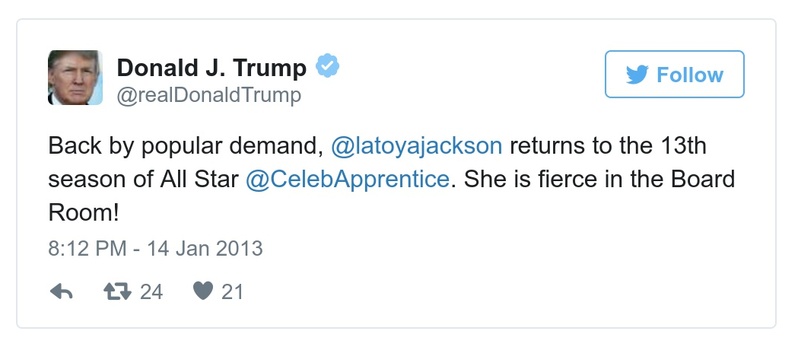 Donald J. Trump
@realDonaldTrump
Follow
Back by popular demand, @latoyajackson returns to the 13th
season of All Star @CelebApprentice. She is fierce in the Board
Room!
8:12 PM - 14 Jan 2013
24 21